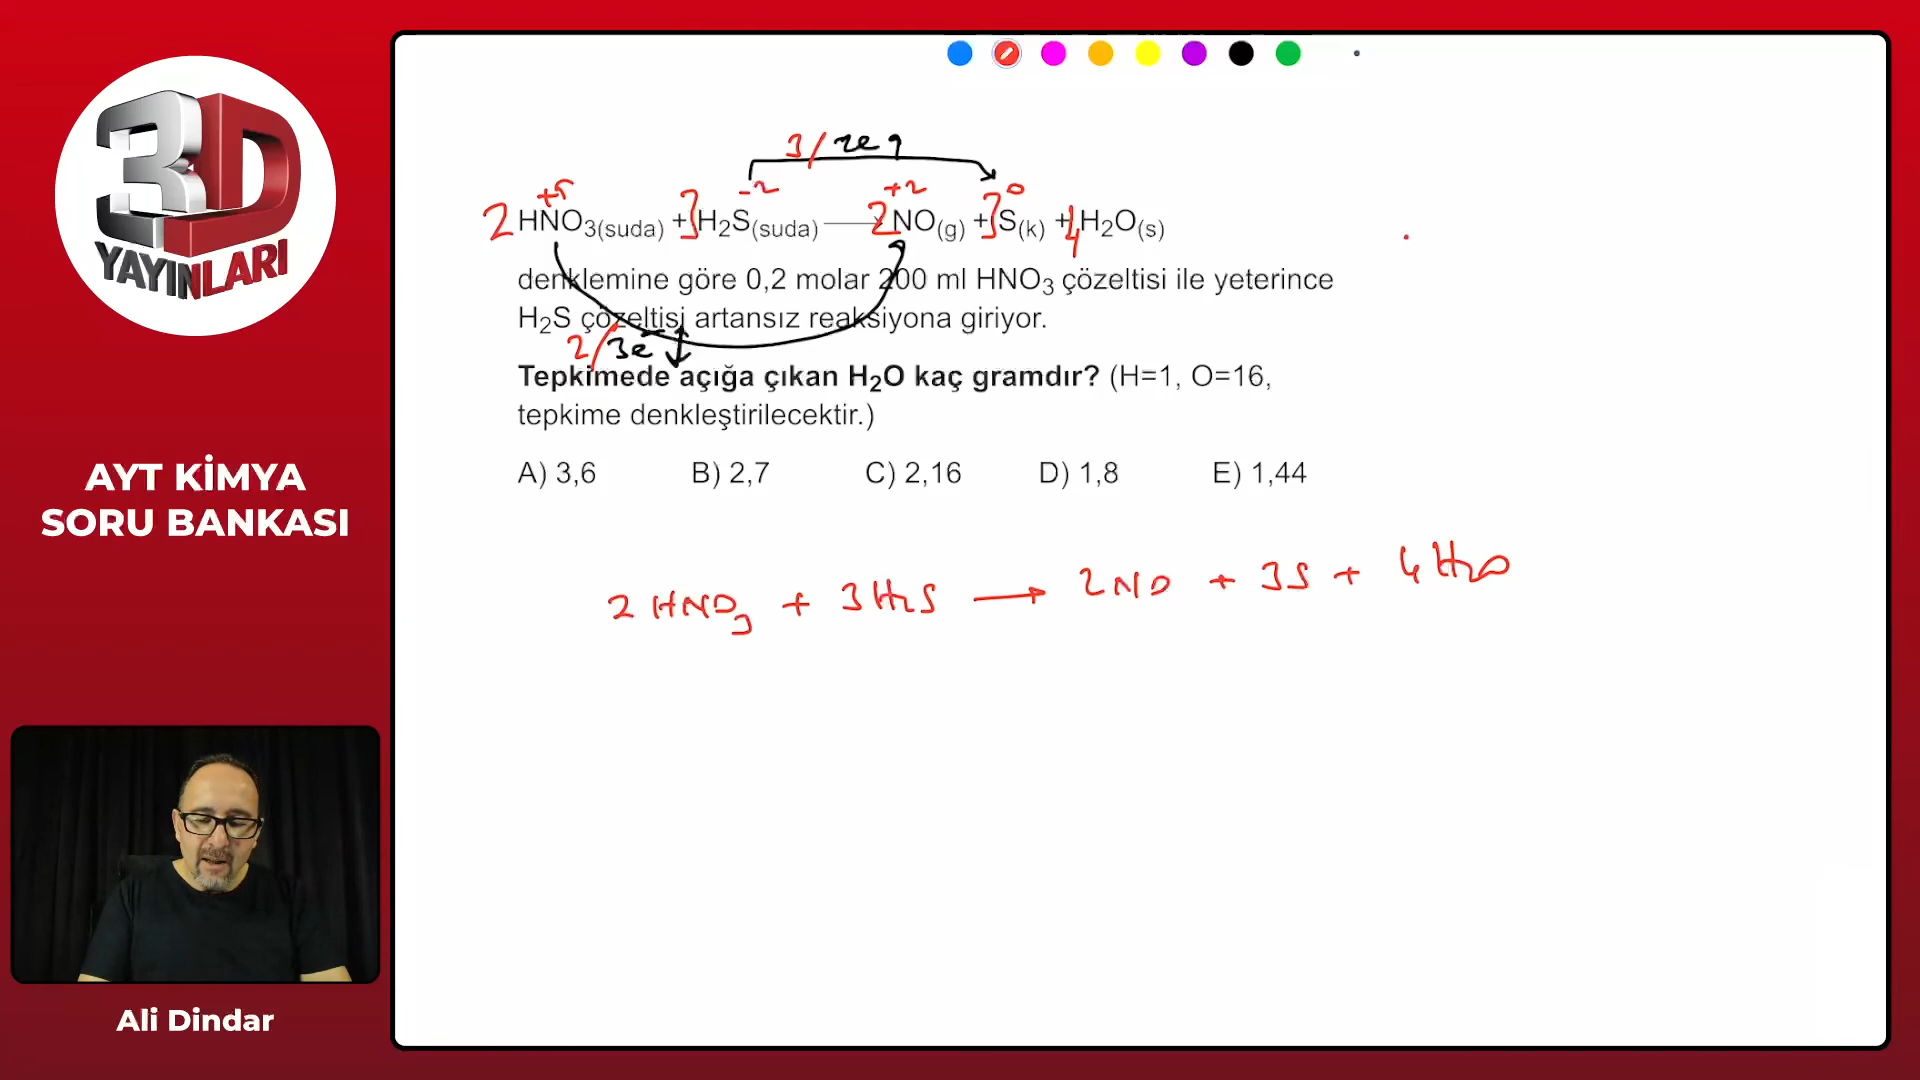 3D
YAYINLARI
AYT KİMYA
SORU BANKASI
Ali Dindar
3/ 2e
+5 -2 +2 0
2 HNO3(suda) + 3 H2S(suda) → 2 NO(g) + 3 S(k) + 4 H2O(s)
denklemine göre 0,2 molar 200 ml HNO3 çözeltisi ile yeterince
H2S çözeltisi artansız reaksiyona giriyor.
2/ 3e
Tepkimede açığa çıkan H2O kaç gramdır? (H=1, O=16,
tepkime denkleştirilecektir.)
A) 3,6 B) 2,7 C) 2,16 D) 1,8 E) 1,44
2 HNO3 + 3 H2S → 2 NO + 3S + 4 H2O